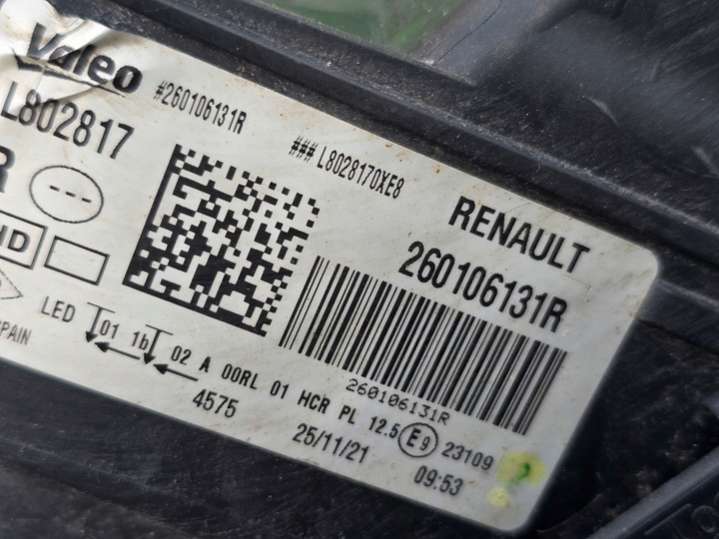 Valeo
#260106131R
L802817
### L8028170XE8
R
---
HD
RENAULT
260106131R
LED 01 1b 02 A 00RL 01 HCR PL 12.5 E9 23109
PAIN
260106131R
4575
25/11/21
09:53